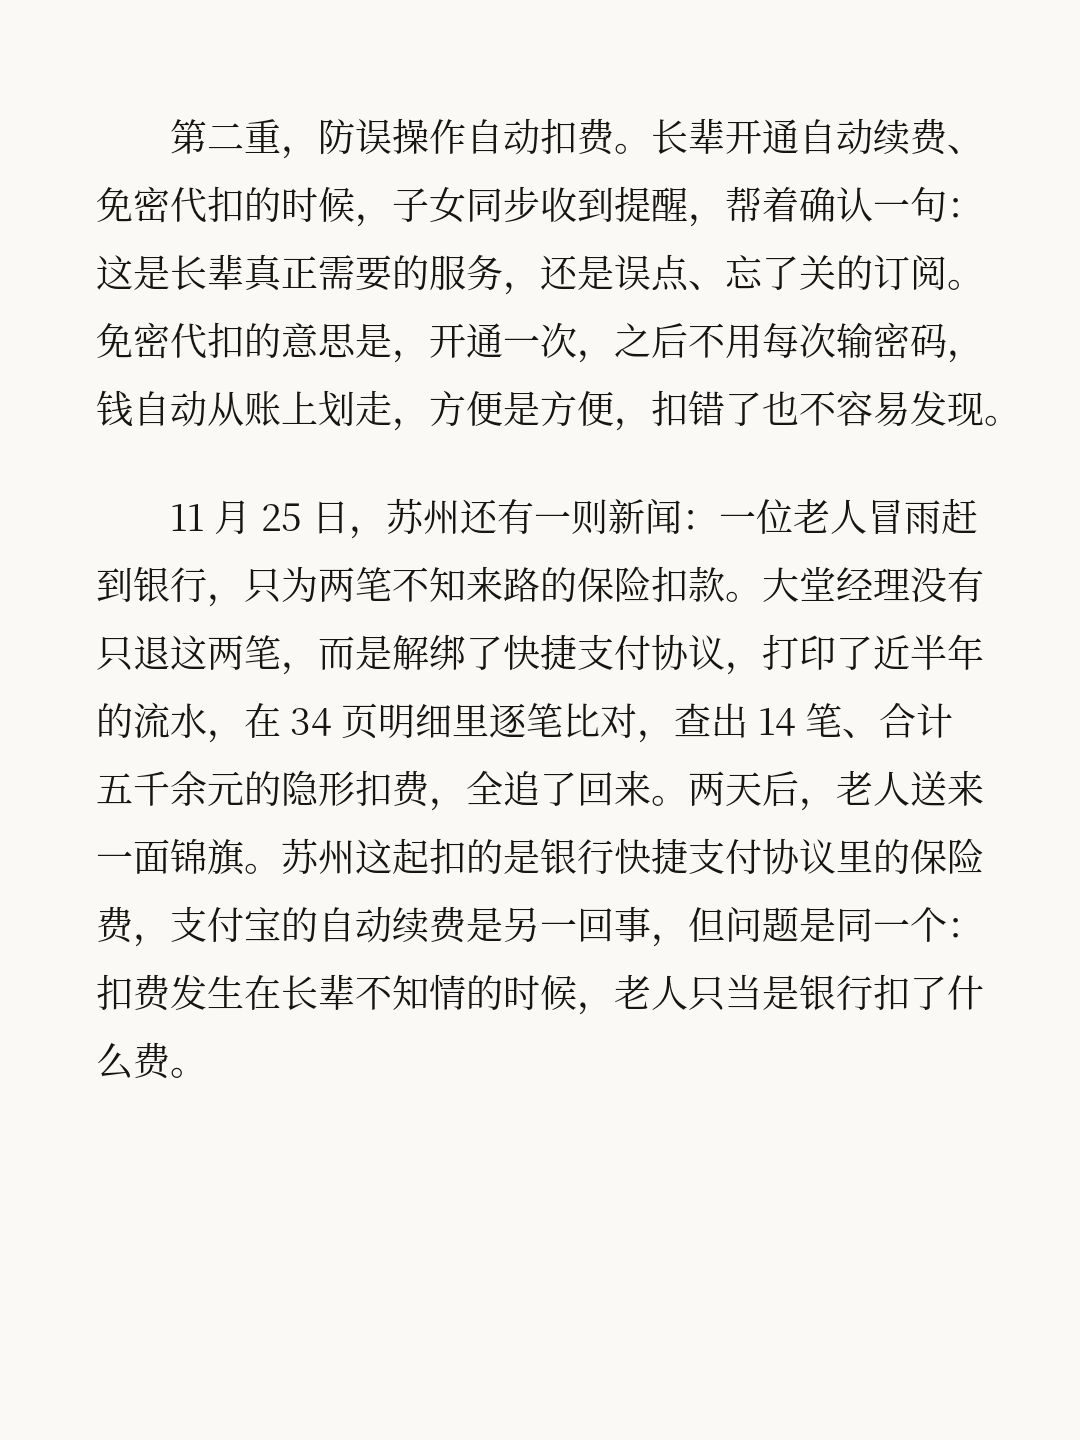 第二重，防误操作自动扣费。长辈开通自动续费、
免密代扣的时候，子女同步收到提醒，帮着确认一句：
这是长辈真正需要的服务，还是误点、忘了关的订阅。
免密代扣的意思是，开通一次，之后不用每次输密码，
钱自动从账上划走，方便是方便，扣错了也不容易发现。
11 月 25 日，苏州还有一则新闻：一位老人冒雨赶
到银行，只为两笔不知来路的保险扣款。大堂经理没有
只退这两笔，而是解绑了快捷支付协议，打印了近半年
的流水，在 34 页明细里逐笔比对，查出 14 笔、合计
五千余元的隐形扣费，全追了回来。两天后，老人送来
一面锦旗。苏州这起扣的是银行快捷支付协议里的保险
费，支付宝的自动续费是另一回事，但问题是同一个：
扣费发生在长辈不知情的时候，老人只当是银行扣了什
么费。